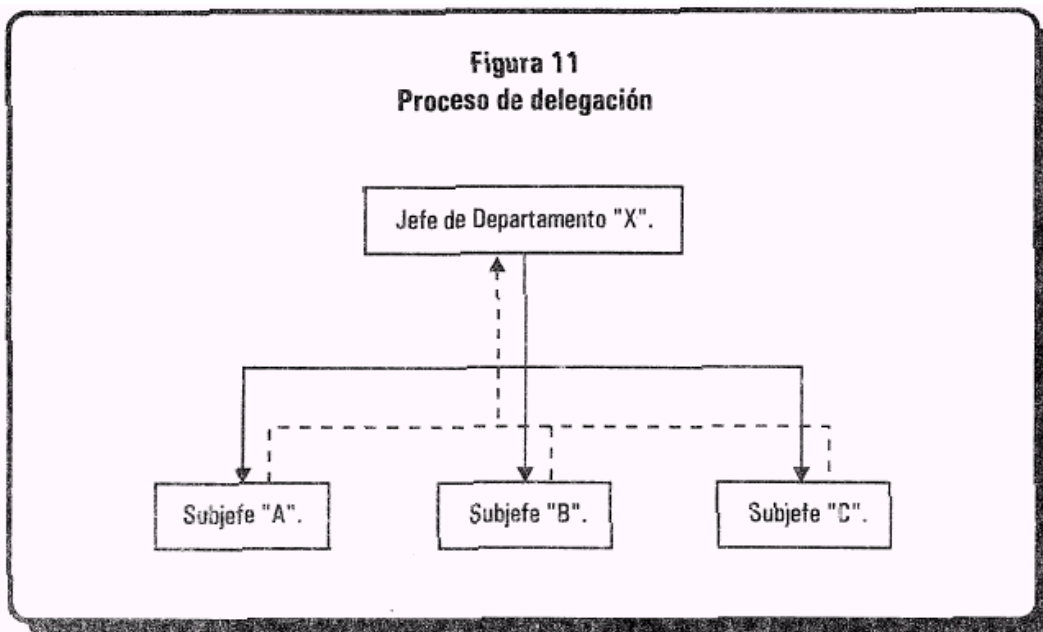 Figura 11
Proceso de delegación
Jefe de Departamento "X".
Subjefe "A".
Subjefe "B".
Subjefe "C".